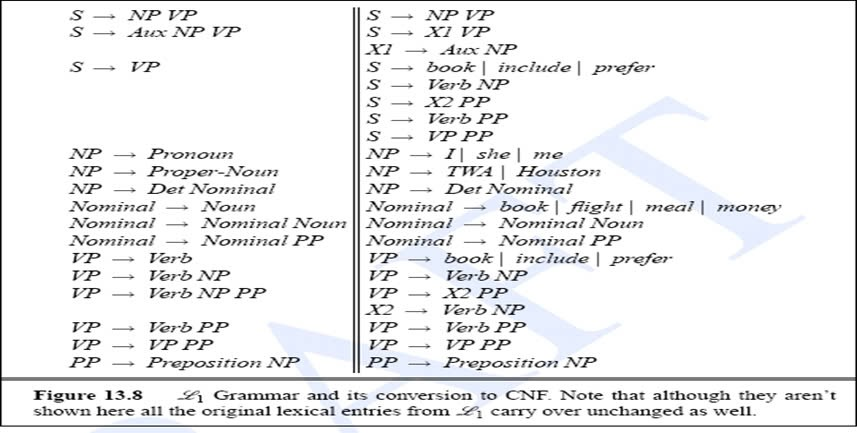 S → NP VP S → NP VP
S → Aux NP VP S → X1 VP
X1 → Aux NP
S → VP S → book | include | prefer
S → Verb NP
S → X2 PP
S → Verb PP
S → VP PP
NP → Pronoun NP → I | she | me
NP → Proper-Noun NP → TWA | Houston
NP → Det Nominal NP → Det Nominal
Nominal → Noun Nominal → book | flight | meal | money
Nominal → Nominal Noun Nominal → Nominal Noun
Nominal → Nominal PP Nominal → Nominal PP
VP → Verb VP → book | include | prefer
VP → Verb NP VP → Verb NP
VP → Verb NP PP VP → X2 PP
X2 → Verb NP
VP → Verb PP VP → Verb PP
VP → VP PP VP → VP PP
PP → Preposition NP PP → Preposition NP
Figure 13.8 ℒ1 Grammar and its conversion to CNF. Note that although they aren't
shown here all the original lexical entries from ℒ1 carry over unchanged as well.